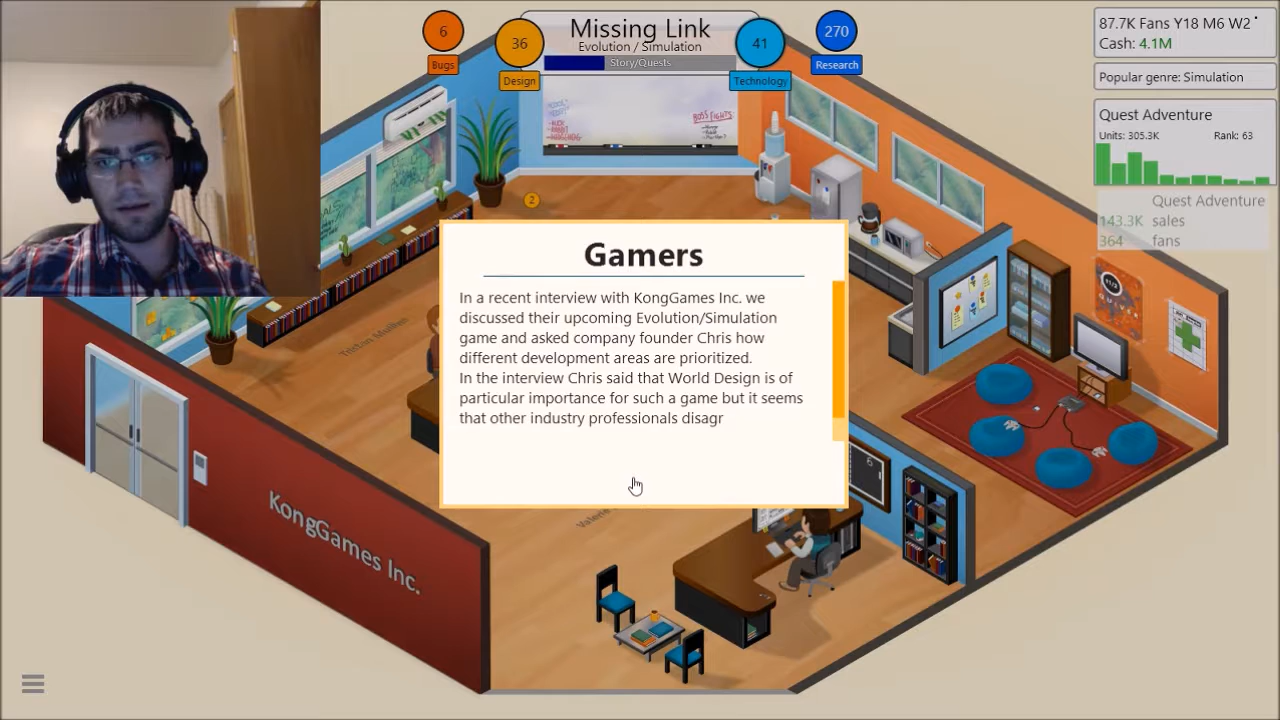 6
Bugs
36
Design
Missing Link
Evolution / Simulation
Story/Quests
41
Technology
270
Research
87.7K Fans Y18 M6 W2
Cash: 4.1M
Popular genre: Simulation
Quest Adventure
Units: 305.3K Rank: 63
Quest Adventure
143.3K sales
364 fans
BOSS FIGHTS:
2
Gamers
In a recent interview with KongGames Inc. we
discussed their upcoming Evolution/Simulation
game and asked company founder Chris how
different development areas are prioritized.
In the interview Chris said that World Design is of
particular importance for such a game but it seems
that other industry professionals disagr
KongGames Inc.